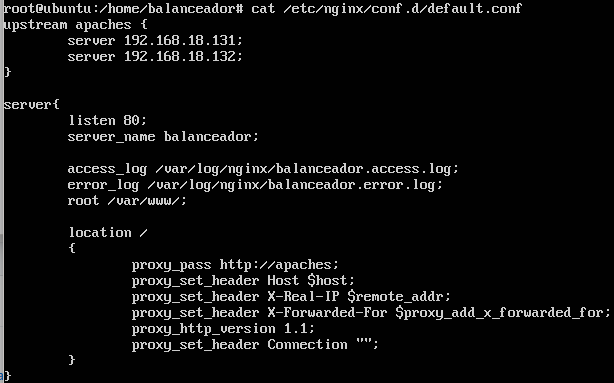 root@ubuntu:/home/balanceador# cat /etc/nginx/conf.d/default.conf
upstream apaches {
        server 192.168.18.131;
        server 192.168.18.132;
}

server{
        listen 80;
        server_name balanceador;

        access_log /var/log/nginx/balanceador.access.log;
        error_log /var/log/nginx/balanceador.error.log;
        root /var/www/;

        location /
        {
                proxy_pass http://apaches;
                proxy_set_header Host $host;
                proxy_set_header X-Real-IP $remote_addr;
                proxy_set_header X-Forwarded-For $proxy_add_x_forwarded_for;
                proxy_http_version 1.1;
                proxy_set_header Connection "";
        }
}